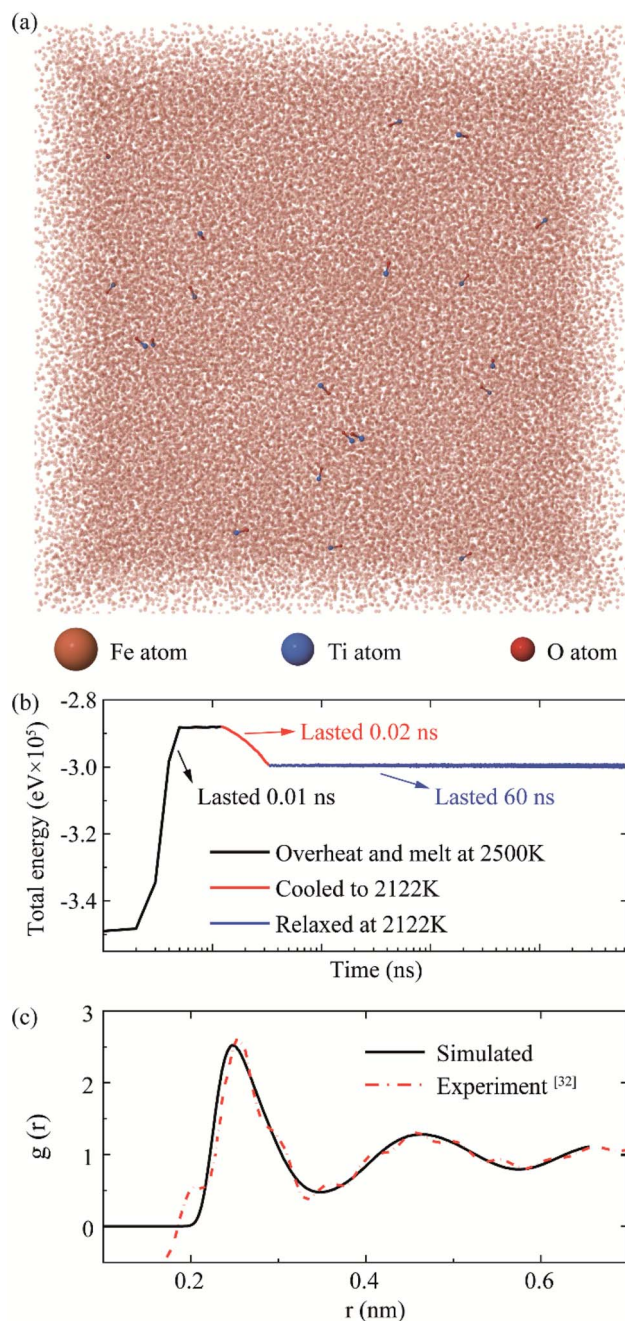 (a)
Fe atom Ti atom O atom
(b)
-2.8
-3.0
-3.2
-3.4
Total energy (eV×10⁵)
Lasted 0.02 ns
Lasted 0.01 ns
Lasted 60 ns
Overheat and melt at 2500K
Cooled to 2122K
Relaxed at 2122K
Time (ns)
(c)
3
2
1
0
g (r)
Simulated
Experiment [32]
0.2 0.4 0.6
r (nm)